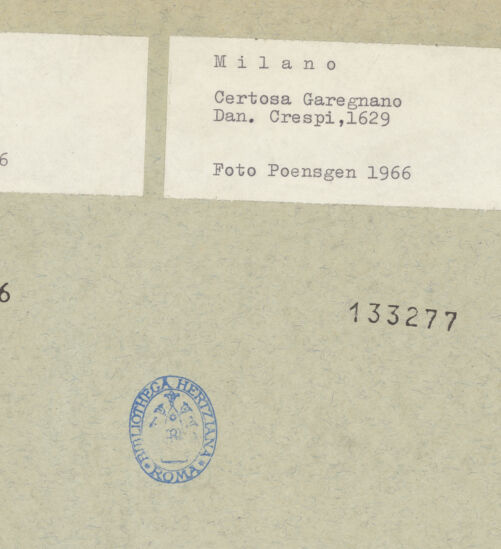 M i l a n o
Certosa Garegnano
Dan. Crespi,1629
Foto Poensgen 1966
6
6
133277
BIBLIOTHECA HERTZIANA
ROMA